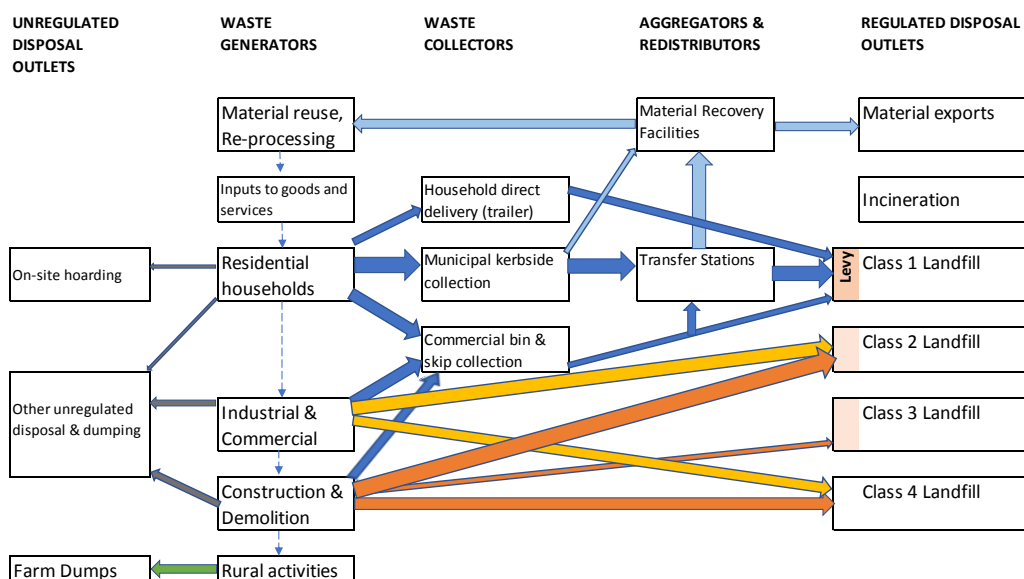 UNREGULATED
DISPOSAL
OUTLETS
WASTE
GENERATORS
WASTE
COLLECTORS
AGGREGATORS &
REDISTRIBUTORS
REGULATED DISPOSAL
OUTLETS
Material reuse,
Re-processing
Material Recovery
Facilities
Material exports
Inputs to goods and
services
Household direct
delivery (trailer)
Incineration
On-site hoarding
Residential
households
Municipal kerbside
collection
Transfer Stations
Levy
Class 1 Landfill
Commercial bin &
skip collection
Class 2 Landfill
Other unregulated
disposal & dumping
Industrial &
Commercial
Class 3 Landfill
Construction &
Demolition
Class 4 Landfill
Farm Dumps
Rural activities